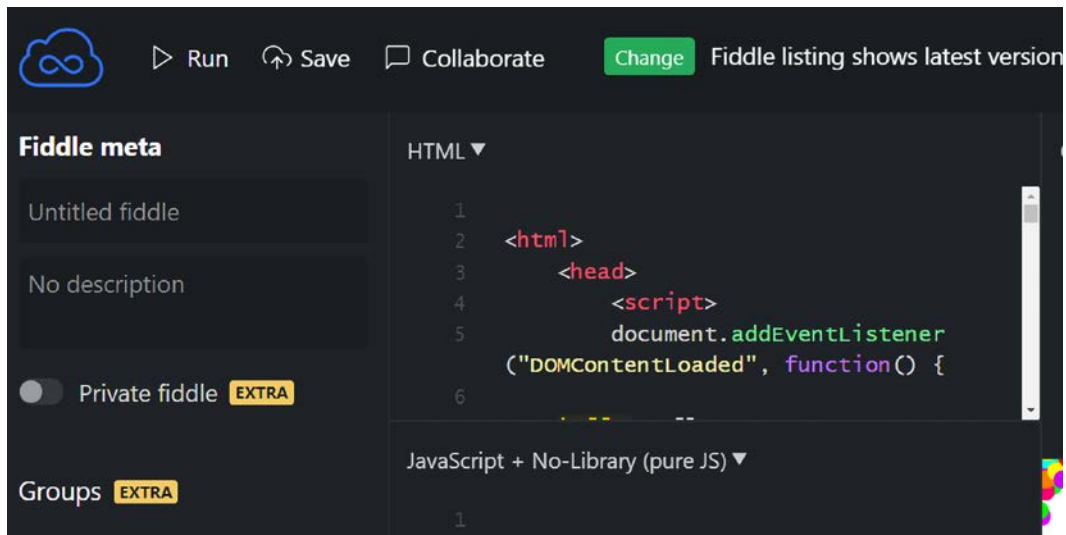 Run Save Collaborate Change Fiddle listing shows latest version
Fiddle meta
Untitled fiddle
No description
Private fiddle EXTRA
Groups EXTRA
HTML ▼
1
2 <html>
3 <head>
4 <script>
5 document.addEventListener
("DOMContentLoaded", function() {
6
JavaScript + No-Library (pure JS) ▼
1